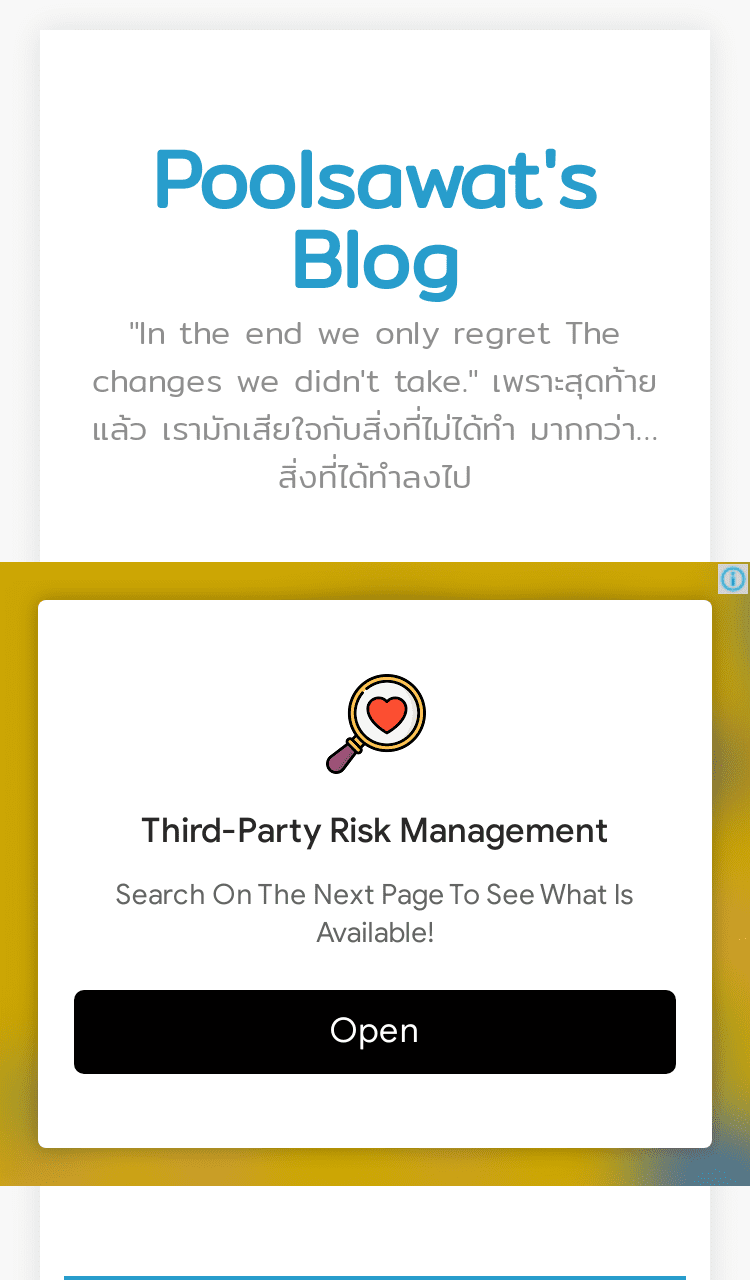 Poolsawat's
Blog
"In the end we only regret The
changes we didn't take." เพราะสุดท้าย
แล้ว เรามักเสียใจกับสิ่งที่ไม่ได้ทำ มากกว่า...
สิ่งที่ได้ทำลงไป
Third-Party Risk Management
Search On The Next Page To See What Is
Available!
Open